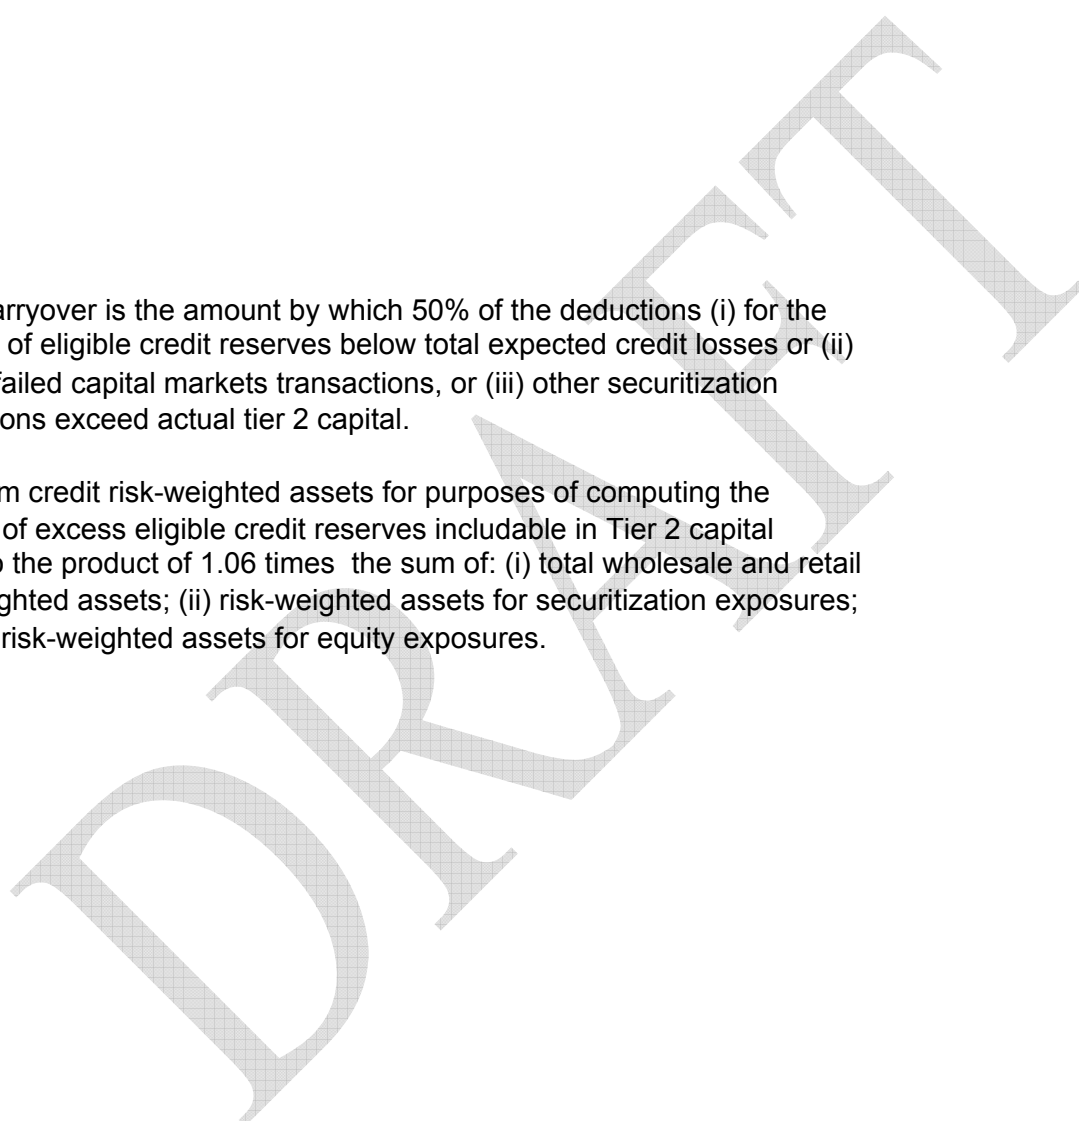 arryover is the amount by which 50% of the deductions (i) for the
of eligible credit reserves below total expected credit losses or (ii)
failed capital markets transactions, or (iii) other securitization
ons exceed actual tier 2 capital.
m credit risk-weighted assets for purposes of computing the
of excess eligible credit reserves includable in Tier 2 capital
o the product of 1.06 times the sum of: (i) total wholesale and retail
ghted assets; (ii) risk-weighted assets for securitization exposures;
risk-weighted assets for equity exposures.
DRAFT